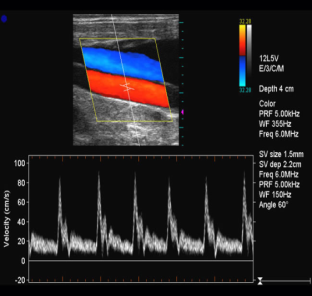 32.28
32.28
12L5V
E/3/C/M
Depth 4 cm
Color
PRF 5.00kHz
WF 355Hz
Freq 6.0MHz
SV size 1.5mm
SV dep 2.2cm
Freq 6.0MHz
PRF 5.00kHz
WF 150Hz
Angle 60°
Velocity (cm/s)
100
80
60
40
20
0
-20